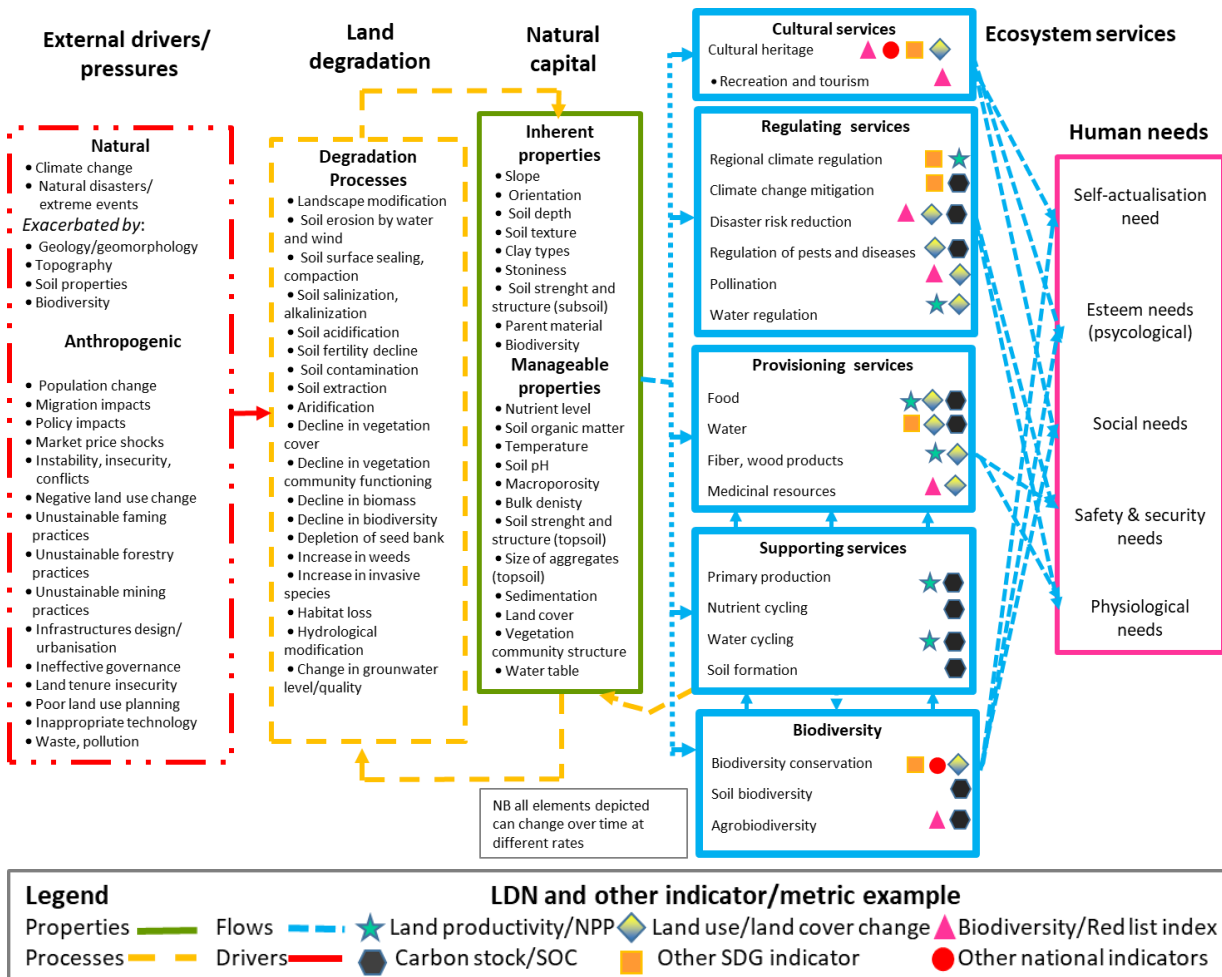 External drivers/
pressures
Land
degradation
Natural
capital
Ecosystem services
Human needs
Natural
• Climate change
• Natural disasters/
extreme events
Exacerbated by:
• Geology/geomorphology
• Topography
• Soil properties
• Biodiversity
Anthropogenic
• Population change
• Migration impacts
• Policy impacts
• Market price shocks
• Instability, insecurity,
conflicts
• Negative land use change
• Unustainable faming
practices
• Unustainable forestry
practices
• Unustainable mining
practices
• Infrastructures design/
urbanisation
• Ineffective governance
• Land tenure insecurity
• Poor land use planning
• Inappropriate technology
• Waste, pollution
Degradation
Processes
• Landscape modification
• Soil erosion by water
and wind
• Soil surface sealing,
compaction
• Soil salinization,
alkalinization
• Soil acidification
• Soil fertility decline
• Soil contamination
• Soil extraction
• Aridification
• Decline in vegetation
cover
• Decline in vegetation
community functioning
• Decline in biomass
• Decline in biodiversity
• Depletion of seed bank
• Increase in weeds
• Increase in invasive
species
• Habitat loss
• Hydrological
modification
• Change in grounwater
level/quality
Inherent
properties
• Slope
• Orientation
• Soil depth
• Soil texture
• Clay types
• Stoniness
• Soil strenght and
structure (subsoil)
• Parent material
• Biodiversity
Manageable
properties
• Nutrient level
• Soil organic matter
• Temperature
• Soil pH
• Macroporosity
• Bulk denisty
• Soil strenght and
structure (topsoil)
• Size of aggregates
(topsoil)
• Sedimentation
• Land cover
• Vegetation
community structure
• Water table
NB all elements depicted
can change over time at
different rates
Cultural services
Cultural heritage
• Recreation and tourism
Regulating services
Regional climate regulation
Climate change mitigation
Disaster risk reduction
Regulation of pests and diseases
Pollination
Water regulation
Provisioning services
Food
Water
Fiber, wood products
Medicinal resources
Supporting services
Primary production
Nutrient cycling
Water cycling
Soil formation
Biodiversity
Biodiversity conservation
Soil biodiversity
Agrobiodiversity
Self-actualisation
need
Esteem needs
(psycological)
Social needs
Safety & security
needs
Physiological
needs
Legend
LDN and other indicator/metric example
Properties
Flows
Land productivity/NPP
Land use/land cover change
Biodiversity/Red list index
Processes
Drivers
Carbon stock/SOC
Other SDG indicator
Other national indicators